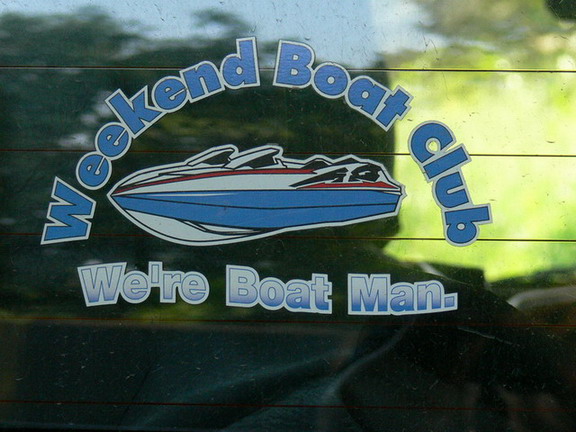 Weekend Boat Club
We're Boat Man.